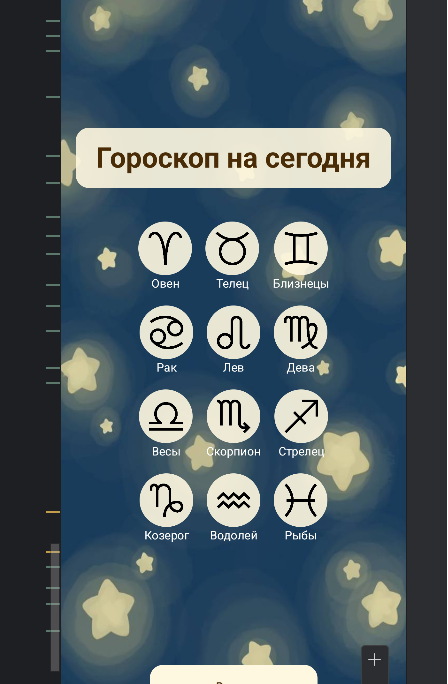 Гороскоп на сегодня
Овен Телец Близнецы
Рак Лев Дева
Весы Скорпион Стрелец
Козерог Водолей Рыбы